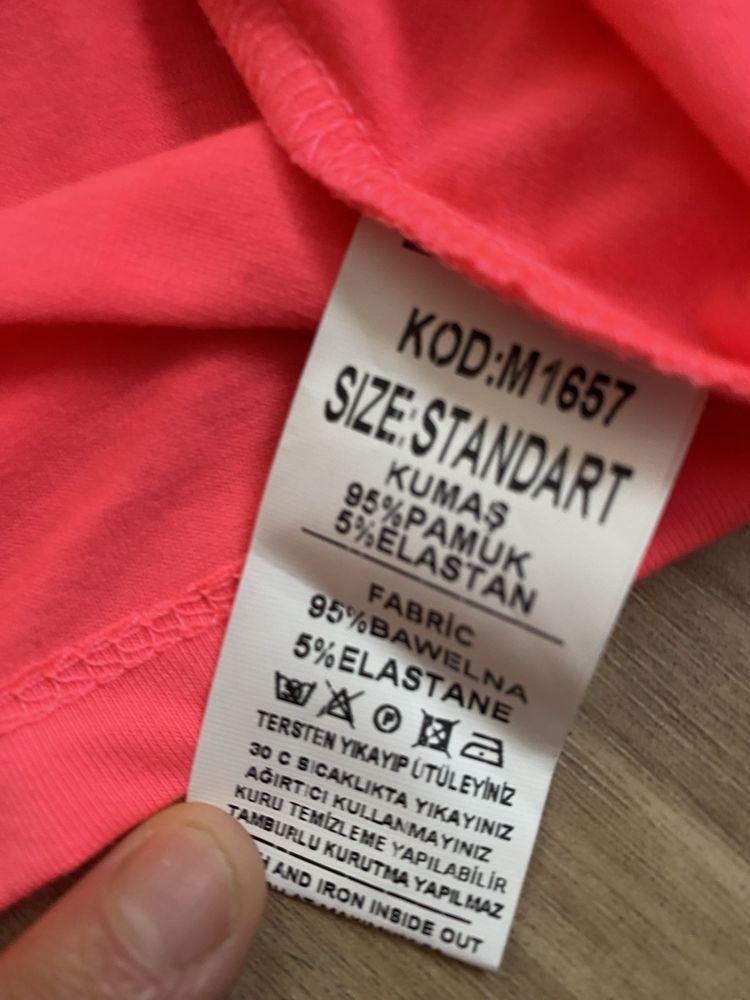 KOD:M1657
SIZE:STANDART
KUMAŞ
95%PAMUK
5%ELASTAN
FABRİC
95%BAWELNA
5%ELASTANE
P
TERSTEN YIKAYIP ÜTÜLEYİNİZ
30 C SICAKLIKTA YIKAYINIZ
AĞIRTICI KULLANMAYINIZ
KURU TEMİZLEME YAPILABİLİR
TAMBURLU KURUTMA YAPILMAZ
AND IRON INSIDE OUT